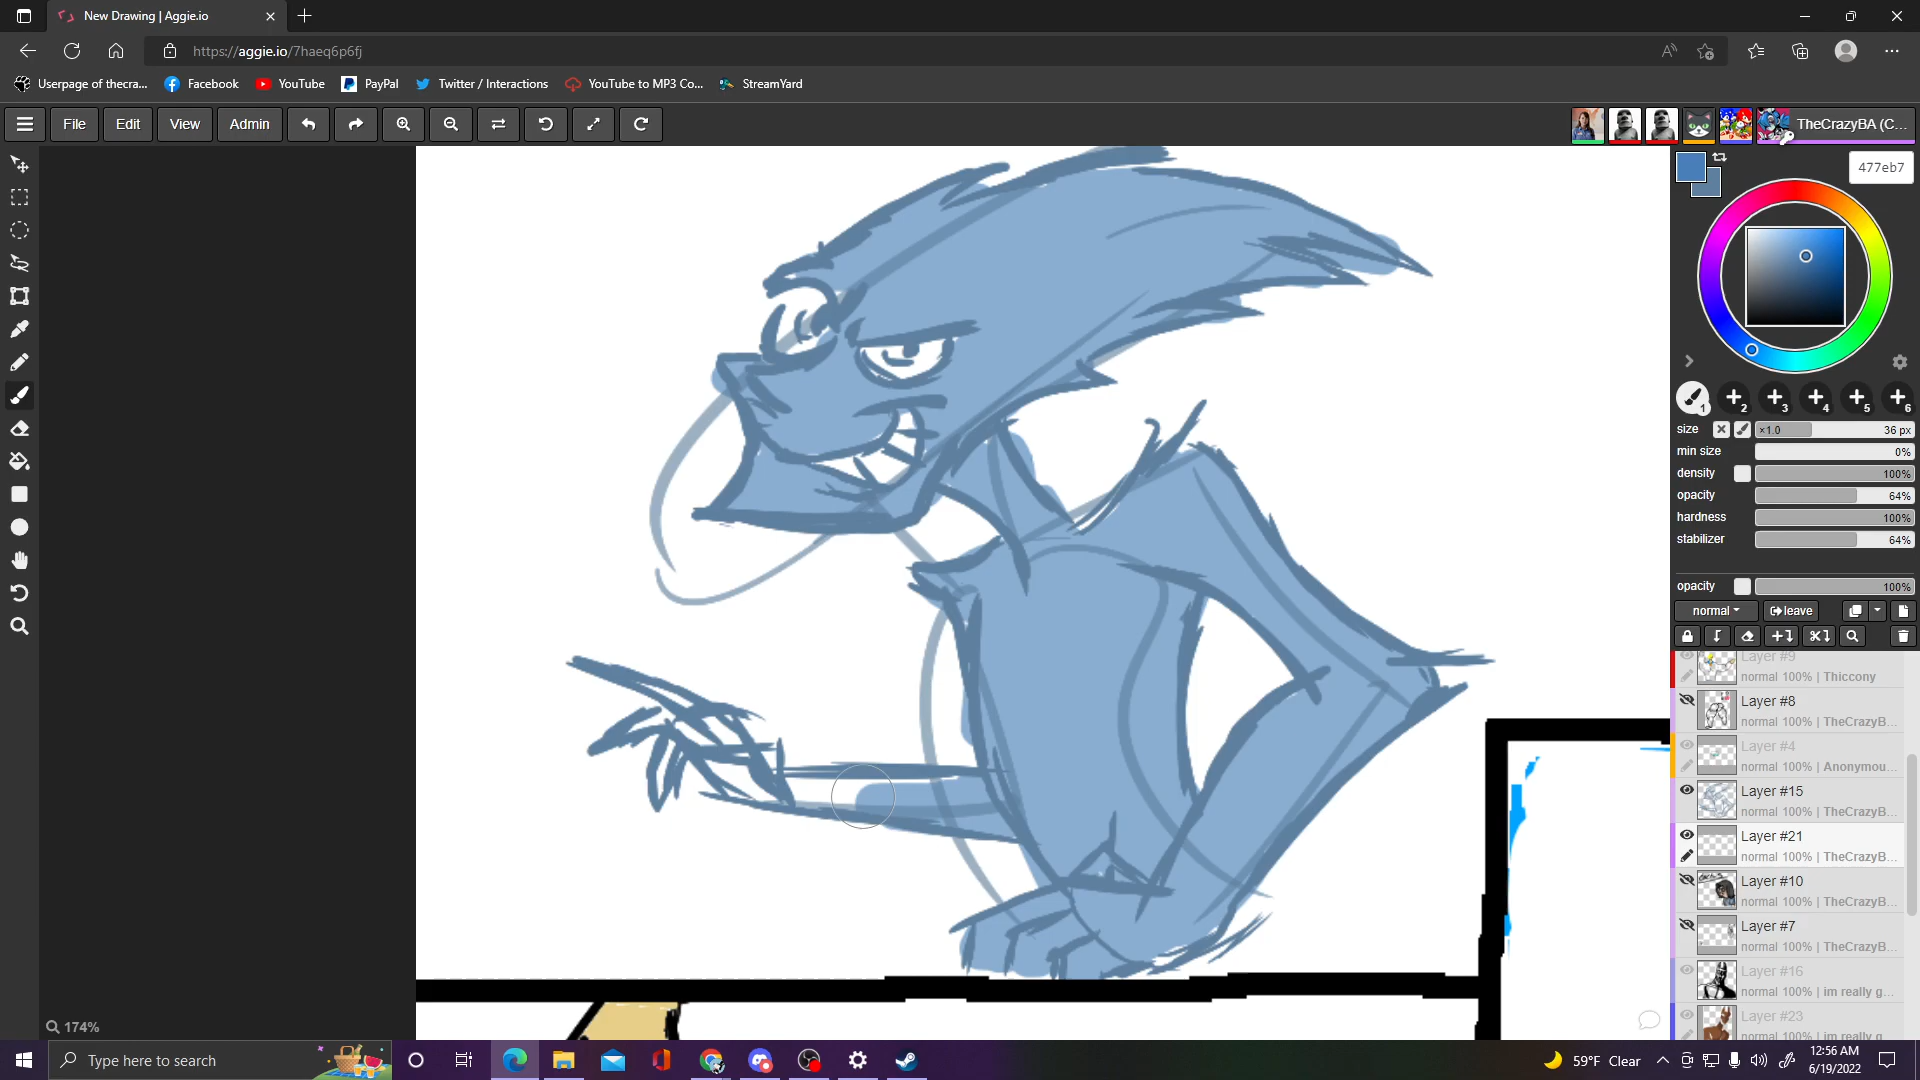 New Drawing | Aggie.io
https://aggie.io/7haeq6p6fj
Userpage of thecra...
Facebook
YouTube
PayPal
Twitter / Interactions
YouTube to MP3 Co...
StreamYard
File
Edit
View
Admin
TheCrazyBA (C...
477eb7
1
2
3
4
5
6
size
×1.0
36 px
min size
0%
density
100%
opacity
64%
hardness
100%
stabilizer
64%
opacity
100%
normal
leave
Layer #9
normal 100% | Thiccony
Layer #8
normal 100% | TheCrazyB...
Layer #4
normal 100% | Anonymou...
Layer #15
normal 100% | TheCrazyB...
Layer #21
normal 100% | TheCrazyB...
Layer #10
normal 100% | TheCrazyB...
Layer #7
normal 100% | TheCrazyB...
Layer #16
normal 100% | im really g...
Layer #23
normal 100% | im really g...
174%
Type here to search
59°F Clear
12:56 AM
6/19/2022